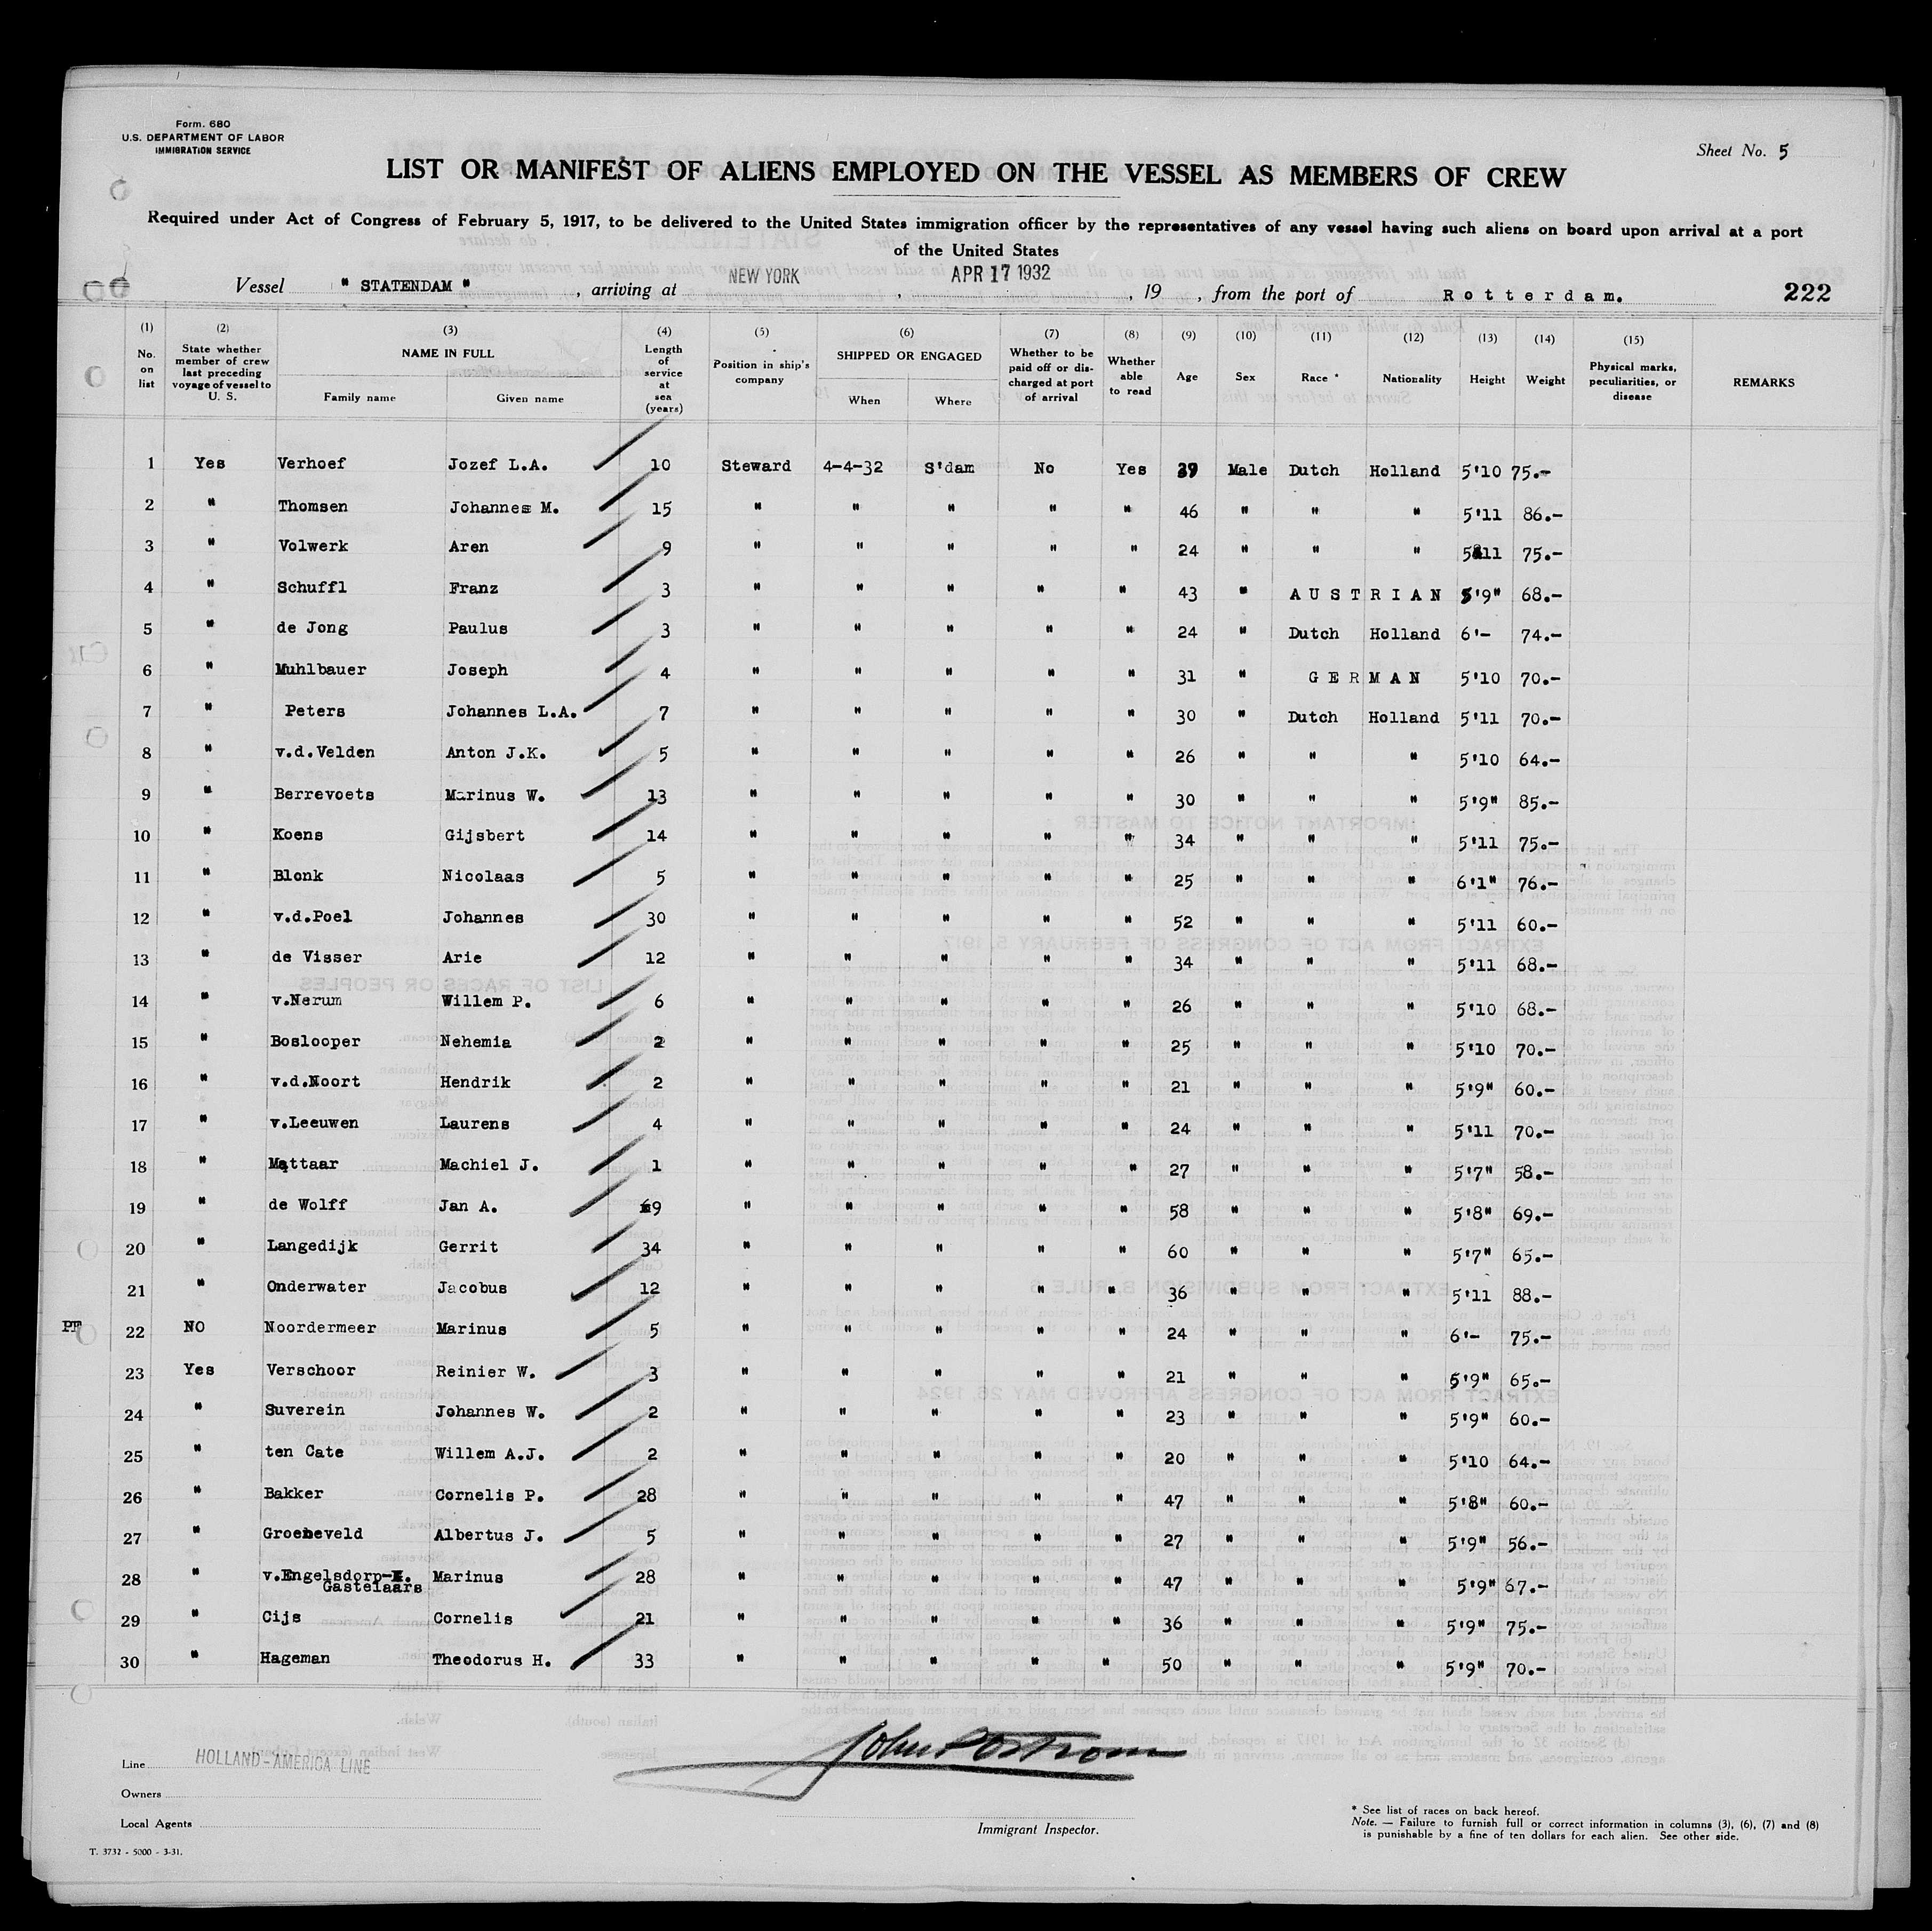 Form. 680
U.S. DEPARTMENT OF LABOR
IMMIGRATION SERVICE
Sheet No. 5
LIST OR MANIFEST OF ALIENS EMPLOYED ON THE VESSEL AS MEMBERS OF CREW
Required under Act of Congress of February 5, 1917, to be delivered to the United States immigration officer by the representatives of any vessel having such aliens on board upon arrival at a port
of the United States
Vessel " STATENDAM " , arriving at NEW YORK , APR 17 1932 , 19 , from the port of Rotterdam. 222
(1) No. on list (2) State whether member of crew last preceding voyage of vessel to U. S. (3) NAME IN FULL Family name Given name (4) Length of service at sea (years) (5) Position in ship's company (6) SHIPPED OR ENGAGED When Where (7) Whether to be paid off or discharged at port of arrival (8) Whether able to read (9) Age (10) Sex (11) Race * (12) Nationality (13) Height (14) Weight (15) Physical marks, peculiarities, or disease REMARKS
1 Yes Verhoef Jozef L.A. 10 Steward 4-4-32 S'dam No Yes 39 Male Dutch Holland 5'10 75.-
2 " Thomsen Johannes M. 15 " " " " " 46 " " " 5'11 86.-
3 " Volwerk Aren 9 " " " " " 24 " " " 5'11 75.-
4 " Schuffl Franz 3 " " " " " 43 " AUSTRIAN 5'9" 68.-
5 " de Jong Paulus 3 " " " " " 24 " Dutch Holland 6'- 74.-
6 " Muhlbauer Joseph 4 " " " " " 31 " GERMAN 5'10 70.-
7 " Peters Johannes L.A. 7 " " " " " 30 " Dutch Holland 5'11 70.-
8 " v.d.Velden Anton J.K. 5 " " " " " 26 " " " 5'10 64.-
9 " Berrevoets Marinus W. 13 " " " " " 30 " " " 5'9" 85.-
10 " Koens Gijsbert 14 " " " " " 34 " " " 5'11 75.-
11 " Blonk Nicolaas 5 " " " " " 25 " " " 6'1" 76.-
12 " v.d.Poel Johannes 30 " " " " " 52 " " " 5'11 60.-
13 " de Visser Arie 12 " " " " " 34 " " " 5'11 68.-
14 " v.Nerum Willem P. 6 " " " " " 26 " " " 5'10 68.-
15 " Boslooper Nehemia 2 " " " " " 25 " " " 5'10 70.-
16 " v.d.Noort Hendrik 2 " " " " " 21 " " " 5'9" 60.-
17 " v.Leeuwen Laurens 4 " " " " " 24 " " " 5'11 70.-
18 " Mattaar Machiel J. 1 " " " " " 27 " " " 5'7" 58.-
19 " de Wolff Jan A. 9 " " " " " 58 " " " 5'8" 69.-
20 " Langedijk Gerrit 34 " " " " " 60 " " " 5'7" 65.-
21 " Onderwater Jacobus 12 " " " " " 36 " " " 5'11 88.-
PT 22 NO Noordermeer Marinus 5 " " " " " 24 " " " 6'- 75.-
23 Yes Verschoor Reinier W. 3 " " " " " 21 " " " 5'9" 65.-
24 " Suverein Johannes W. 2 " " " " " 23 " " " 5'9" 60.-
25 " ten Cate Willem A.J. 2 " " " " " 20 " " " 5'10 64.-
26 " Bakker Cornelis P. 28 " " " " " 47 " " " 5'8" 60.-
27 " Groeneveld Albertus J. 5 " " " " " 27 " " " 5'9" 56.-
28 " v.Engelsdorp- Gastelaars Marinus 28 " " " " " 47 " " " 5'9" 67.-
29 " Cijs Cornelis 21 " " " " " 36 " " " 5'9" 75.-
30 " Hageman Theodorus H. 33 " " " " " 50 " " " 5'9" 70.-
Line HOLLAND-AMERICA LINE
Owners
Local Agents
Immigrant Inspector.
* See list of races on back hereof.
Note. — Failure to furnish full or correct information in columns (3), (6), (7) and (8)
is punishable by a fine of ten dollars for each alien. See other side.
T. 3732 - 5000 - 3-31.